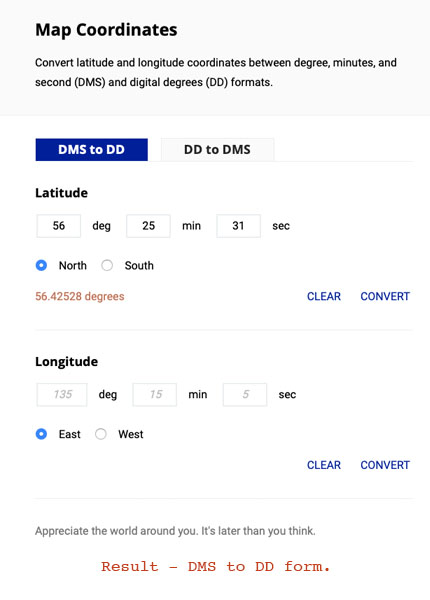 Map Coordinates
Convert latitude and longitude coordinates between degree, minutes, and
second (DMS) and digital degrees (DD) formats.
DMS to DD DD to DMS
Latitude
56 deg 25 min 31 sec
North South
56.42528 degrees CLEAR CONVERT
Longitude
135 deg 15 min 5 sec
East West
CLEAR CONVERT
Appreciate the world around you. It's later than you think.
Result – DMS to DD form.